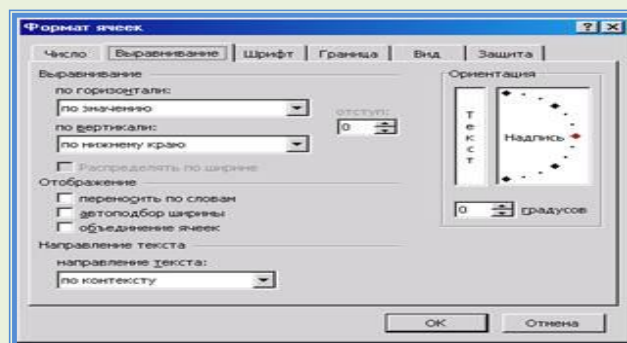 Формат ячеек
Число Выравнивание Шрифт Граница Вид Защита
Выравнивание
по горизонтали:
по значению
отступ:
0
по вертикали:
по нижнему краю
Распределять по ширине
Отображение
переносить по словам
автоподбор ширины
объединение ячеек
Направление текста
направление текста:
по контексту
Ориентация
Текст
Надпись
0 градусов
ОК Отмена